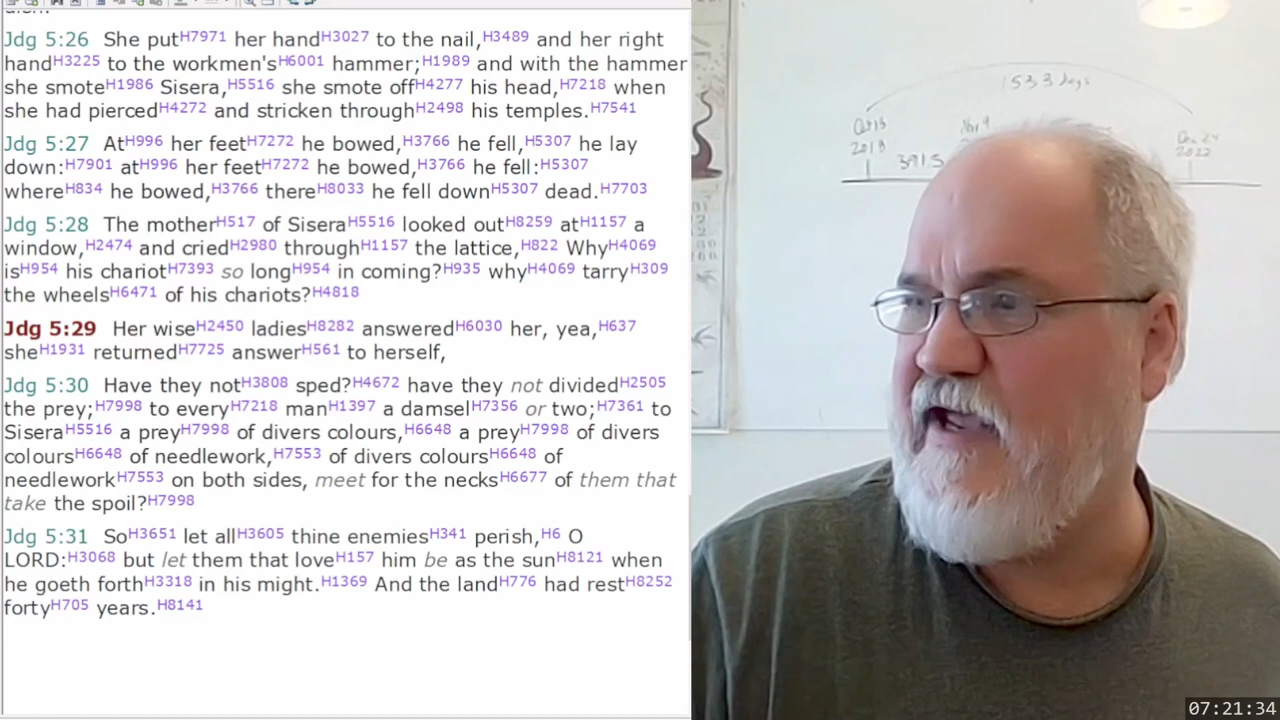 Jdg 5:26 She putH7971 her handH3027 to the nail,H3489 and her right
handH3225 to the workmen'sH6001 hammer;H1989 and with the hammer
she smoteH1986 Sisera,H5516 she smote offH4277 his head,H7218 when
she had piercedH4272 and stricken throughH2498 his temples.H7541
Jdg 5:27 AtH996 her feetH7272 he bowed,H3766 he fell,H5307 he lay
down:H7901 atH996 her feetH7272 he bowed,H3766 he fell:H5307
whereH834 he bowed,H3766 thereH8033 he fell downH5307 dead.H7703
Jdg 5:28 The motherH517 of SiseraH5516 looked outH8259 atH1157 a
window,H2474 and criedH2980 throughH1157 the lattice,H822 WhyH4069
isH954 his chariotH7393 so longH954 in coming?H935 whyH4069 tarryH309
the wheelsH6471 of his chariots?H4818
Jdg 5:29 Her wiseH2450 ladiesH8282 answeredH6030 her, yea,H637
sheH1931 returnedH7725 answerH561 to herself,
Jdg 5:30 Have they notH3808 sped?H4672 have they not dividedH2505
the prey;H7998 to everyH7218 manH1397 a damselH7356 or two;H7361 to
SiseraH5516 a preyH7998 of divers colours,H6648 a preyH7998 of divers
coloursH6648 of needlework,H7553 of divers coloursH6648 of
needleworkH7553 on both sides, meet for the necksH6677 of them that
take the spoil?H7998
Jdg 5:31 SoH3651 let allH3605 thine enemiesH341 perish,H6 O
LORD:H3068 but let them that loveH157 him be as the sunH8121 when
he goeth forthH3318 in his might.H1369 And the landH776 had restH8252
fortyH705 years.H8141
1533 days
Oct 15
2018
Nov 9
Dec 24
2022
391.5
07:21:34